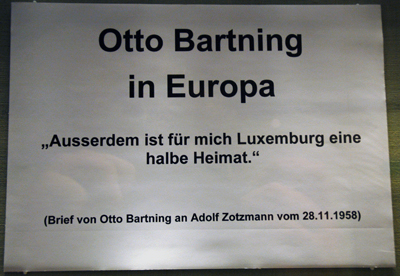 Otto Bartning
in Europa
„Ausserdem ist für mich Luxemburg eine
halbe Heimat.“
(Brief von Otto Bartning an Adolf Zotzmann vom 28.11.1958)